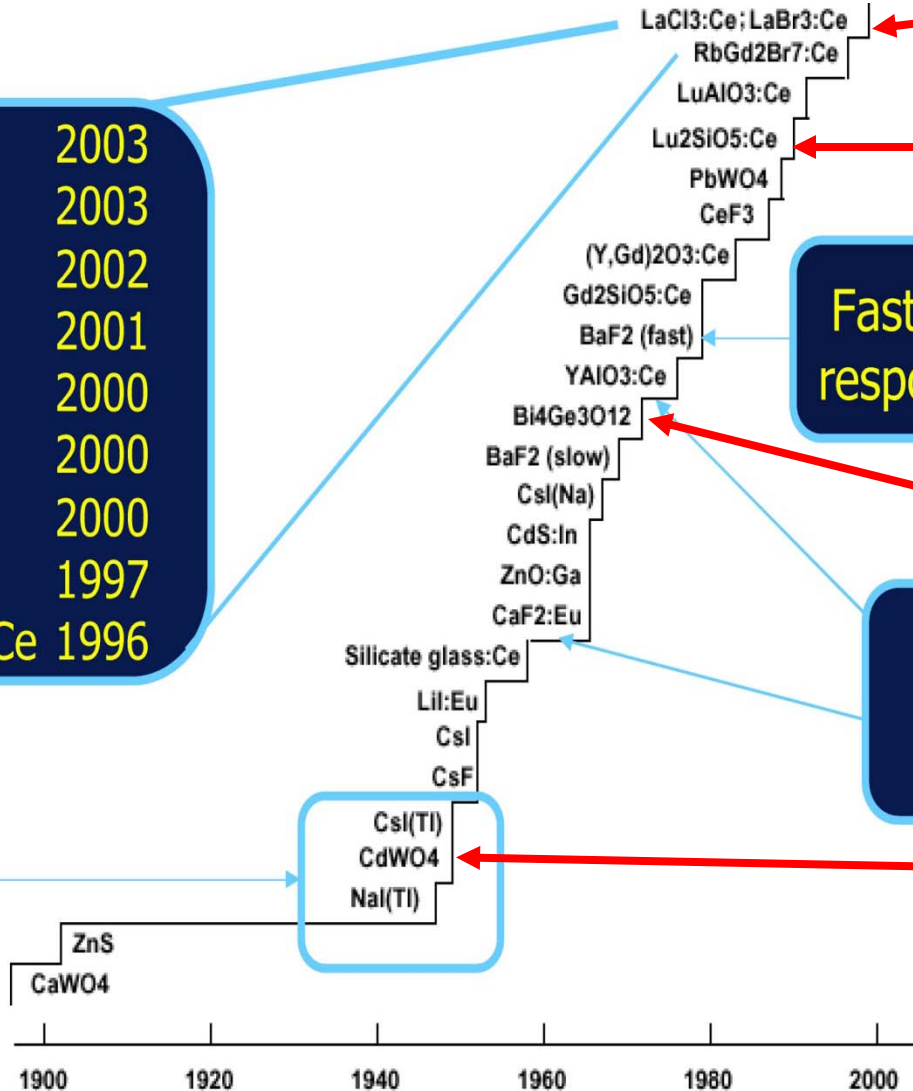 LaCl3:Ce; LaBr3:Ce
RbGd2Br7:Ce
LuAlO3:Ce
Lu2SiO5:Ce
PbWO4
CeF3
(Y,Gd)2O3:Ce
Gd2SiO5:Ce
BaF2 (fast)
YAlO3:Ce
Bi4Ge3O12
BaF2 (slow)
CsI(Na)
CdS:In
ZnO:Ga
CaF2:Eu
Silicate glass:Ce
LiI:Eu
CsI
CsF
CsI(Tl)
CdWO4
NaI(Tl)
ZnS
CaWO4
2003
2003
2002
2001
2000
2000
2000
1997
Ce 1996
Fast
respo
1900 1920 1940 1960 1980 2000